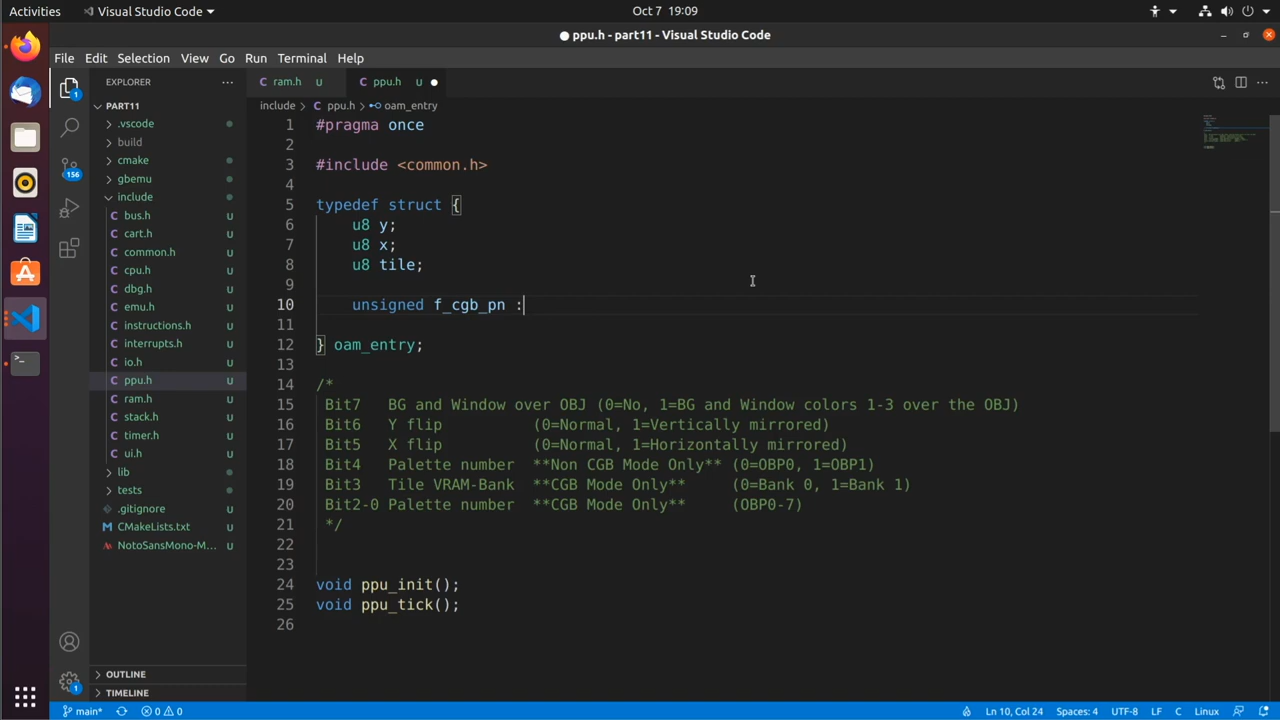 Activities
Visual Studio Code
Oct 7 19:09
ppu.h - part11 - Visual Studio Code
File Edit Selection View Go Run Terminal Help
EXPLORER
ram.h U
ppu.h U
PART11
.vscode
build
cmake
gbemu
include
bus.h U
cart.h U
common.h U
cpu.h U
dbg.h U
emu.h U
instructions.h U
interrupts.h U
io.h U
ppu.h U
ram.h U
stack.h U
timer.h U
ui.h U
lib
tests
.gitignore U
CMakeLists.txt U
NotoSansMono-M... U
OUTLINE
TIMELINE
1
156
1
include > C ppu.h > oam_entry
1 #pragma once
2
3 #include <common.h>
4
5 typedef struct {
6 u8 y;
7 u8 x;
8 u8 tile;
9
10 unsigned f_cgb_pn :
11
12 } oam_entry;
13
14 /*
15 Bit7 BG and Window over OBJ (0=No, 1=BG and Window colors 1-3 over the OBJ)
16 Bit6 Y flip (0=Normal, 1=Vertically mirrored)
17 Bit5 X flip (0=Normal, 1=Horizontally mirrored)
18 Bit4 Palette number **Non CGB Mode Only** (0=OBP0, 1=OBP1)
19 Bit3 Tile VRAM-Bank **CGB Mode Only** (0=Bank 0, 1=Bank 1)
20 Bit2-0 Palette number **CGB Mode Only** (OBP0-7)
21 */
22
23
24 void ppu_init();
25 void ppu_tick();
26
main* 0 0 Ln 10, Col 24 Spaces: 4 UTF-8 LF C Linux